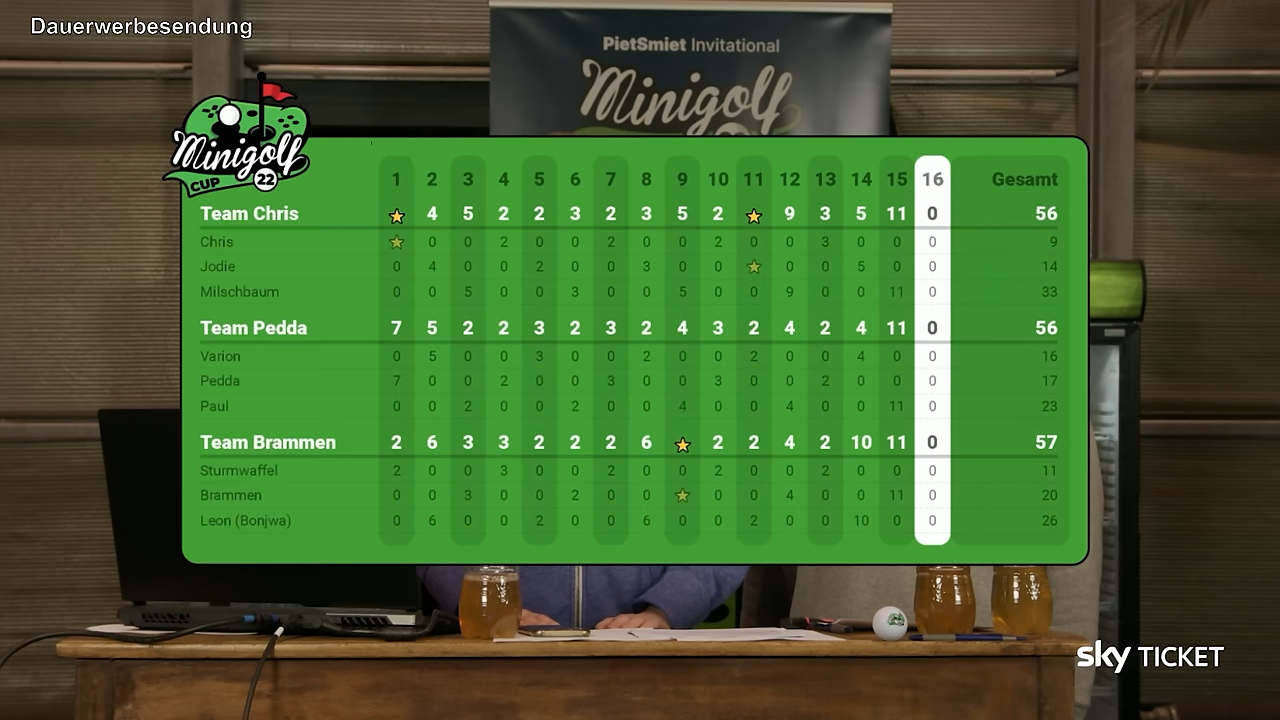 Dauerwerbesendung
PietSmiet Invitational
Minigolf
Minigolf
CUP 22
1 2 3 4 5 6 7 8 9 10 11 12 13 14 15 16 Gesamt
Team Chris ★ 4 5 2 2 3 2 3 5 2 ★ 9 3 5 11 0 56
Chris ★ 0 0 2 0 0 2 0 0 2 0 0 3 0 0 0 9
Jodie 0 4 0 0 2 0 0 3 0 0 ★ 0 0 5 0 0 14
Milschbaum 0 0 5 0 0 3 0 0 5 0 0 9 0 0 11 0 33
Team Pedda 7 5 2 2 3 2 3 2 4 3 2 4 2 4 11 0 56
Varion 0 5 0 0 3 0 0 2 0 0 2 0 0 4 0 0 16
Pedda 7 0 0 2 0 0 3 0 0 3 0 0 2 0 0 0 17
Paul 0 0 2 0 0 2 0 0 4 0 0 4 0 0 11 0 23
Team Brammen 2 6 3 3 2 2 2 6 ★ 2 2 4 2 10 11 0 57
Sturmwaffel 2 0 0 3 0 0 2 0 0 2 0 0 2 0 0 0 11
Brammen 0 0 3 0 0 2 0 0 ★ 0 0 4 0 0 11 0 20
Leon (Bonjwa) 0 6 0 0 2 0 0 6 0 0 2 0 0 10 0 0 26
sky TICKET